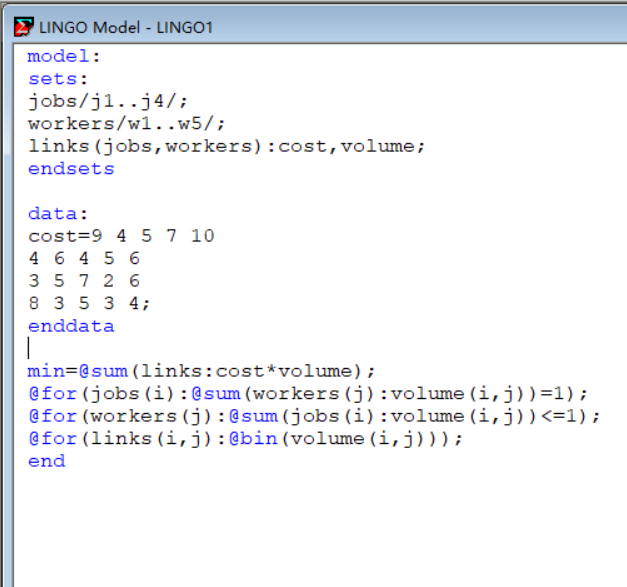 LINGO Model - LINGO1
model:
sets:
jobs/j1..j4/;
workers/w1..w5/;
links(jobs,workers):cost,volume;
endsets
data:
cost=9 4 5 7 10
4 6 4 5 6
3 5 7 2 6
8 3 5 3 4;
enddata
min=@sum(links:cost*volume);
@for(jobs(i):@sum(workers(j):volume(i,j))=1);
@for(workers(j):@sum(jobs(i):volume(i,j))<=1);
@for(links(i,j):@bin(volume(i,j)));
end